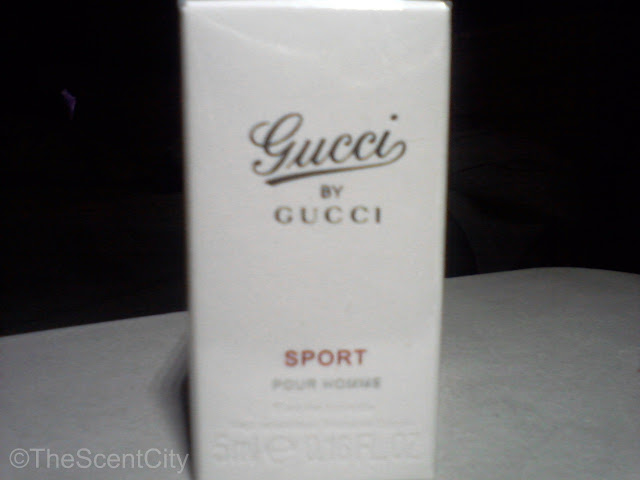 Gucci
BY
GUCCI
SPORT
POUR HOMME
5ml e 0.16 FL.OZ
©TheScentCity